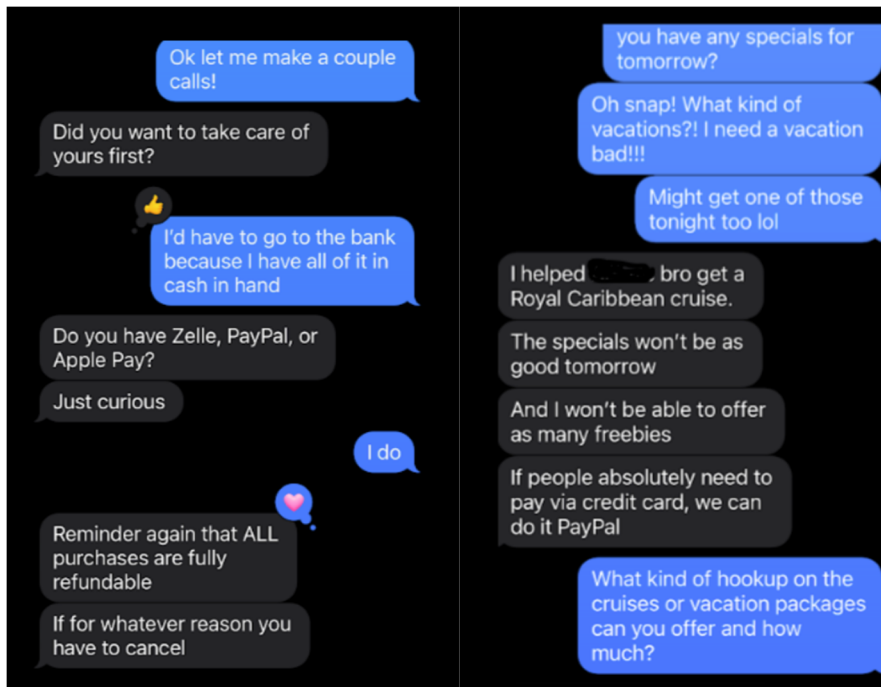 Ok let me make a couple
calls!
Did you want to take care of
yours first?
I'd have to go to the bank
because I have all of it in
cash in hand
Do you have Zelle, PayPal, or
Apple Pay?
Just curious
I do
Reminder again that ALL
purchases are fully
refundable
If for whatever reason you
have to cancel
you have any specials for
tomorrow?
Oh snap! What kind of
vacations?! I need a vacation
bad!!!
Might get one of those
tonight too lol
I helped bro get a
Royal Caribbean cruise.
The specials won't be as
good tomorrow
And I won't be able to offer
as many freebies
If people absolutely need to
pay via credit card, we can
do it PayPal
What kind of hookup on the
cruises or vacation packages
can you offer and how
much?